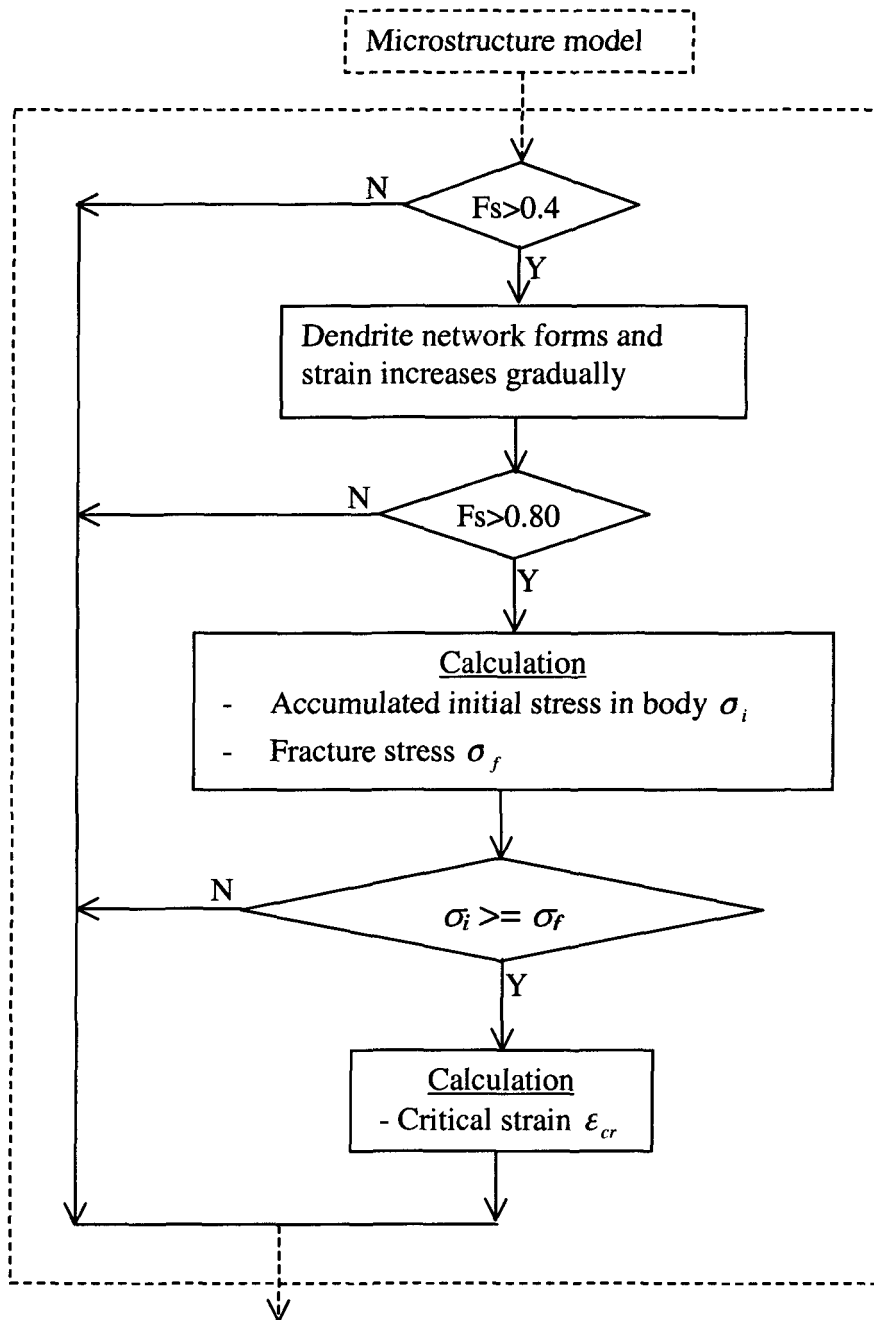 Microstructure model
N
Fs>0.4
Y
Dendrite network forms and
strain increases gradually
N
Fs>0.80
Y
Calculation
- Accumulated initial stress in body σi
- Fracture stress σf
N
σi >= σf
Y
Calculation
- Critical strain εcr